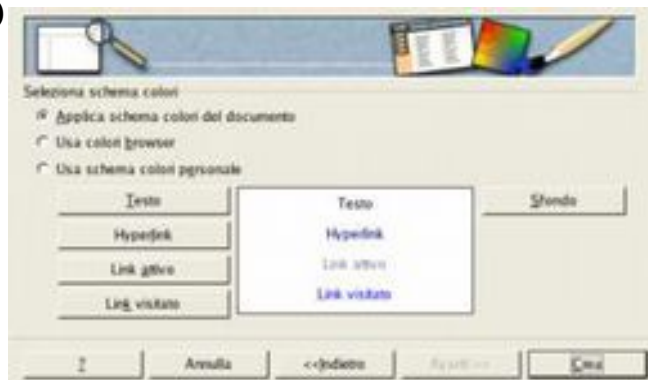 )
Seleziona schema colori
Applica schema colori del documento
Usa colori browser
Usa schema colori personale
Testo
Testo
Sfondo
Hyperlink
Hyperlink
Link attivo
Link attivo
Link visitato
Link visitato
?
Annulla
<<Indietro
Crea